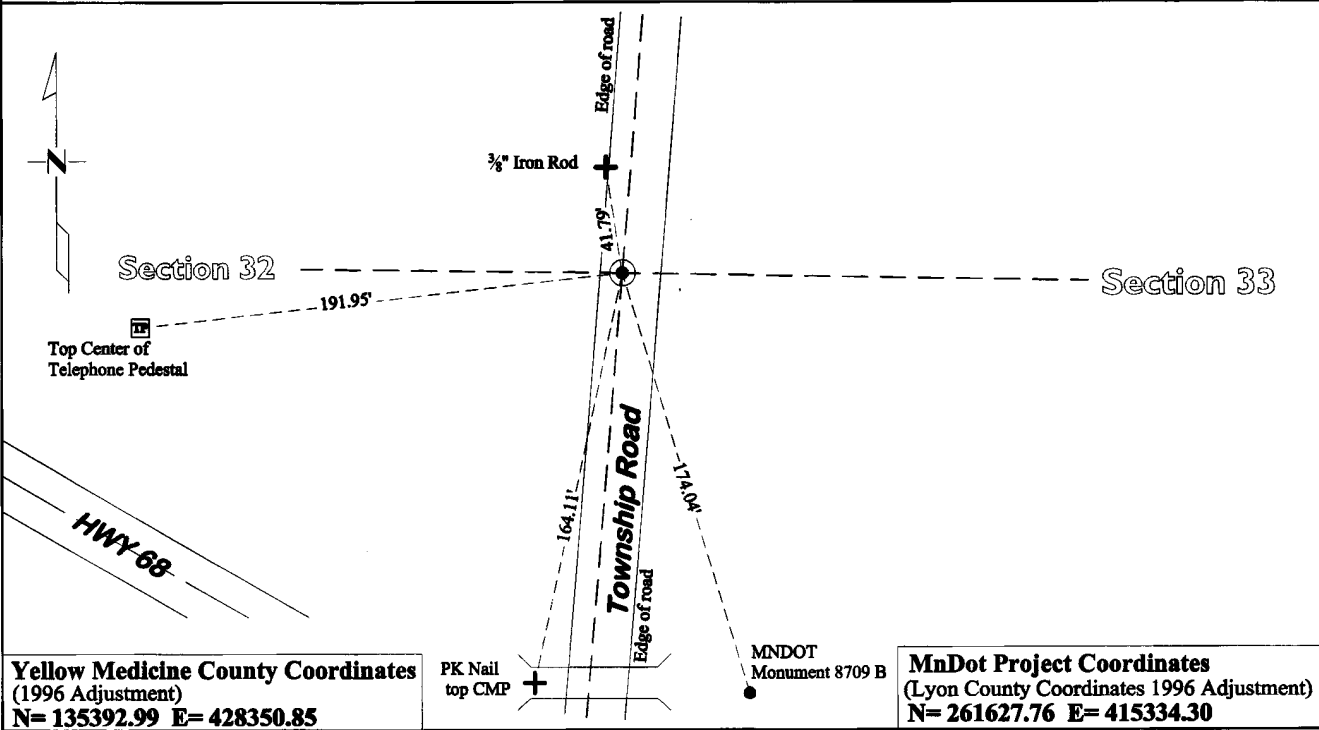 Edge of road
N
3/8" Iron Rod
41.79'
Section 32
Section 33
191.95'
TP
Top Center of
Telephone Pedestal
Township Road
174.04'
164.11'
HWY 68
Edge of road
PK Nail
top CMP
MNDOT
Monument 8709 B
Yellow Medicine County Coordinates
(1996 Adjustment)
N= 135392.99 E= 428350.85
MnDot Project Coordinates
(Lyon County Coordinates 1996 Adjustment)
N= 261627.76 E= 415334.30